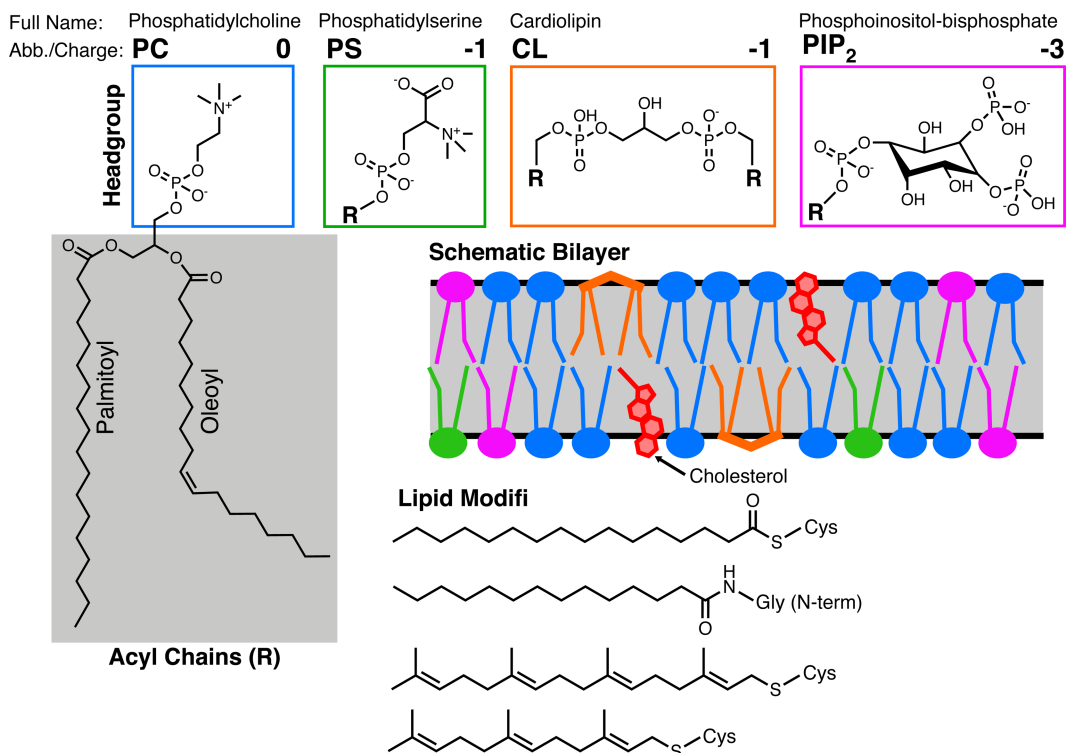 Full Name: Phosphatidylcholine Phosphatidylserine Cardiolipin Phosphoinositol-bisphosphate
Abb./Charge: PC 0 PS -1 CL -1 PIP2 -3
Headgroup
N+
O
O
P
O-
O
O-
O
N+
O
O
P
O-
O
R
OH
OH
O
P
O
O
R
O-
O
P
O
O
R
O
P
O-
OH
O
OH
O
O
P
O-
O
R
OH
OH
O
O
P
OH
O-
O
O
O
O
Palmitoyl
Oleoyl
Acyl Chains (R)
Schematic Bilayer
Cholesterol
Lipid Modifi
O
S Cys
H
N
Gly (N-term)
O
S Cys
S Cys